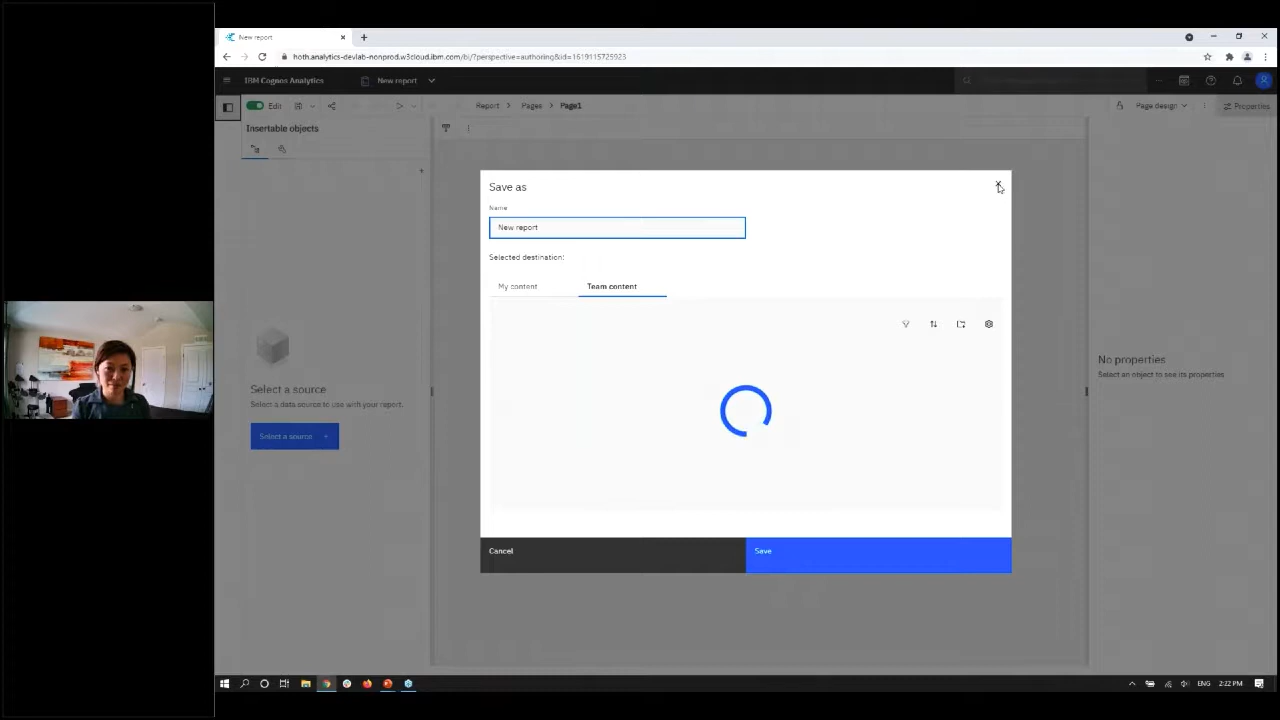 New report
hoth.analytics-devlab-nonprod.w3cloud.ibm.com/bi/?perspective=authoring&id=1619115725923
IBM Cognos Analytics
New report
Edit
Report > Pages > Page1
Page design
Properties
Insertable objects
Save as
Name
New report
Selected destination:
My content
Team content
Select a source
Select a data source to use with your report.
Select a source +
No properties
Select an object to see its properties
Cancel
Save
ENG
2:22 PM